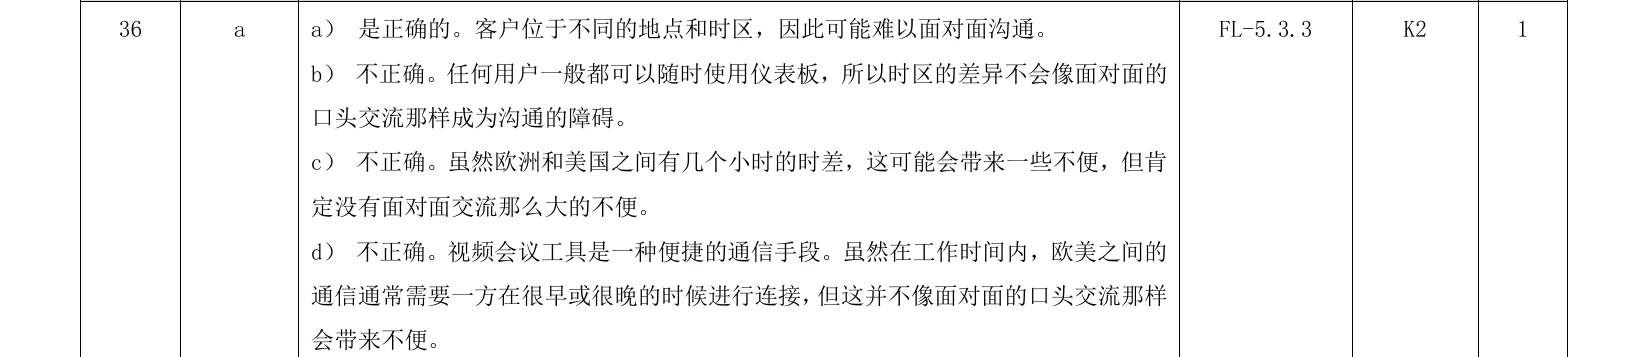 36 a a） 是正确的。客户位于不同的地点和时区，因此可能难以面对面沟通。 FL-5.3.3 K2 1
b） 不正确。任何用户一般都可以随时使用仪表板，所以时区的差异不会像面对面的
口头交流那样成为沟通的障碍。
c） 不正确。虽然欧洲和美国之间有几个小时的时差，这可能会带来一些不便，但肯
定没有面对面交流那么大的不便。
d） 不正确。视频会议工具是一种便捷的通信手段。虽然在工作时间内，欧美之间的
通信通常需要一方在很早或很晚的时候进行连接，但这并不像面对面的口头交流那样
会带来不便。